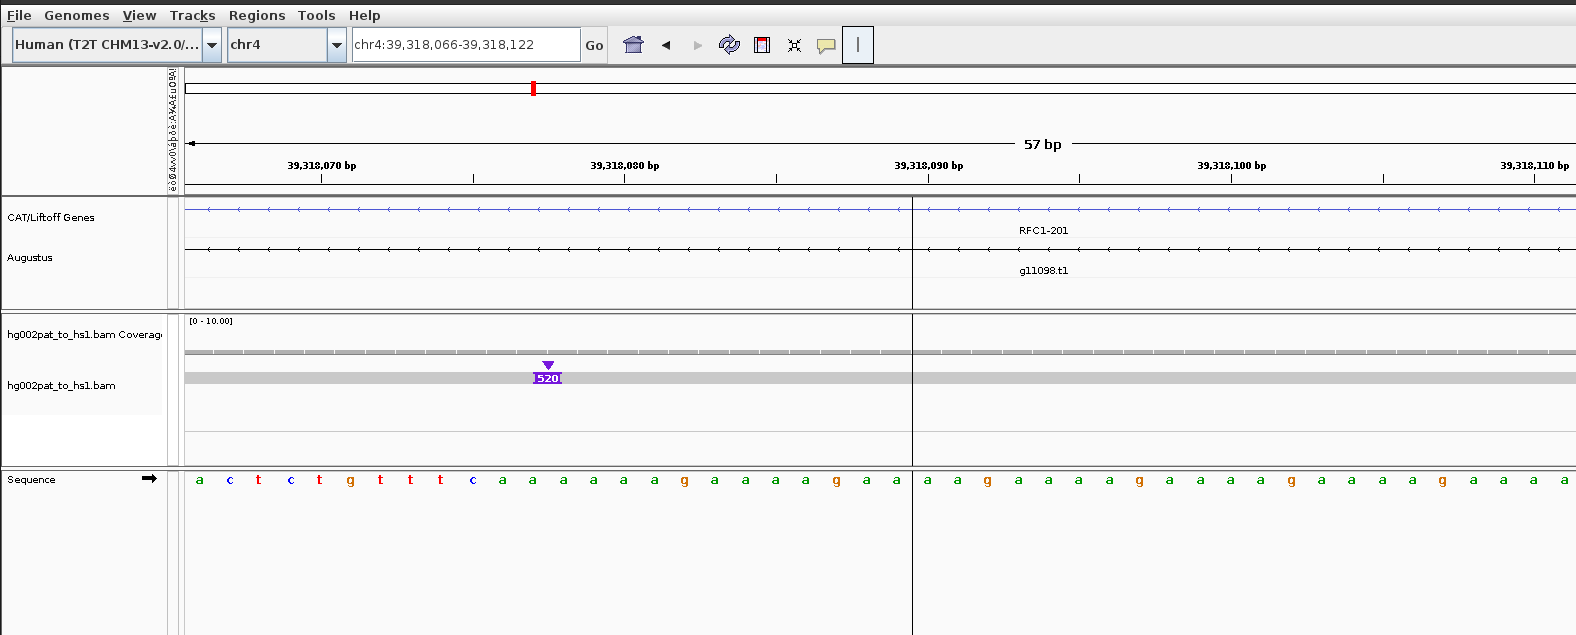 File Genomes View Tracks Regions Tools Help
Human (T2T CHM13-v2.0/... chr4 chr4:39,318,066-39,318,122 Go
57 bp
39,318,070 bp 39,318,080 bp 39,318,090 bp 39,318,100 bp 39,318,110 bp
CAT/Liftoff Genes
RFC1-201
Augustus
g11098.t1
[0 - 10.00]
hg002pat_to_hs1.bam Coverag
520
hg002pat_to_hs1.bam
Sequence a c t c t g t t t c a a a a a a g a a a a g a a a a g a a a a g a a a a g a a a a g a a a a